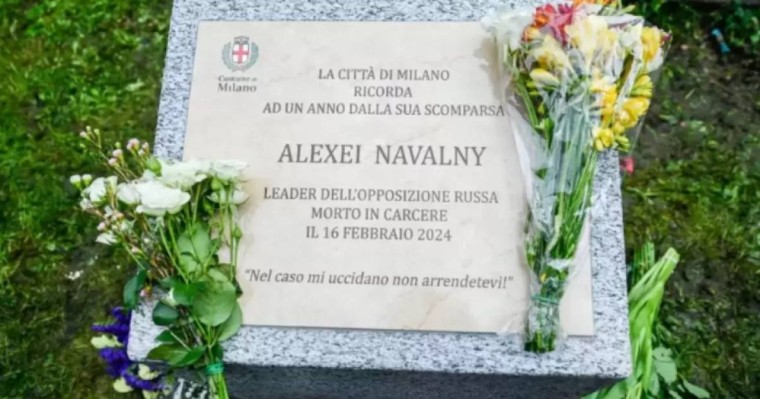 Comune di
Milano
LA CITTÀ DI MILANO
RICORDA
AD UN ANNO DALLA SUA SCOMPARSA
ALEXEI NAVALNY
LEADER DELL'OPPOSIZIONE RUSSA
MORTO IN CARCERE
IL 16 FEBBRAIO 2024
"Nel caso mi uccidano non arrendetevi!"